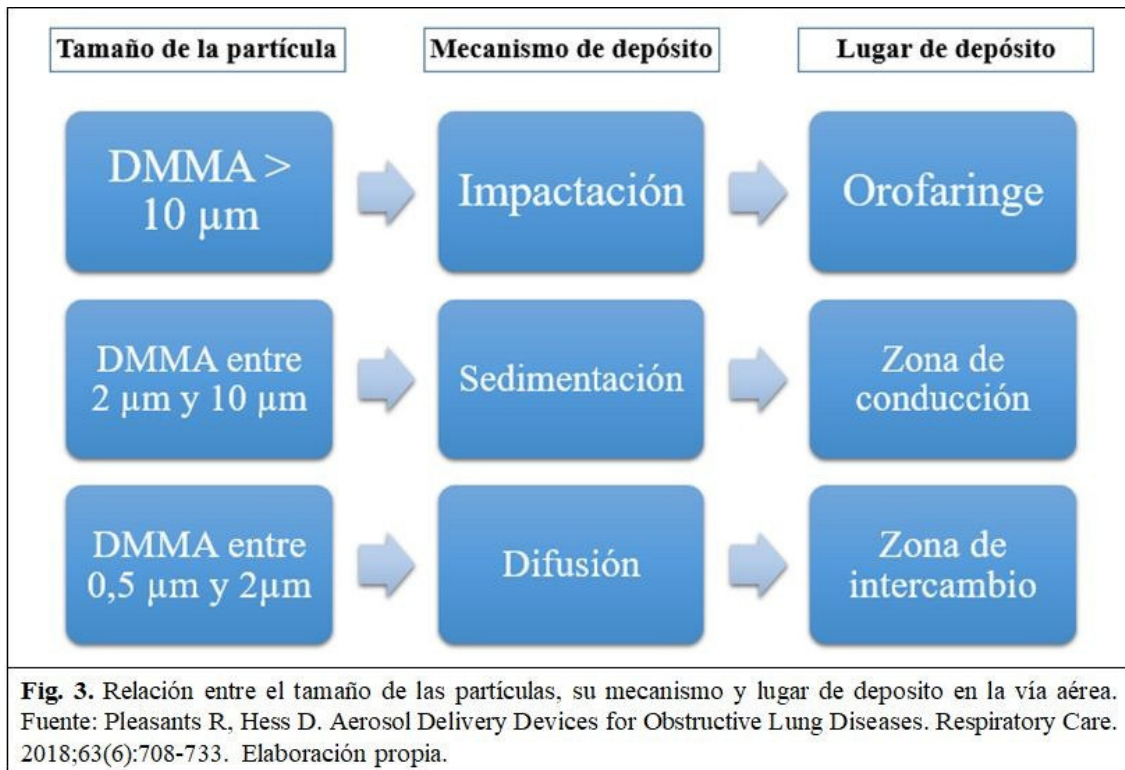 Tamaño de la partícula
Mecanismo de depósito
Lugar de depósito
DMMA >
10 µm
Impactación
Orofaringe
DMMA entre
2 µm y 10 µm
Sedimentación
Zona de
conducción
DMMA entre
0,5 µm y 2µm
Difusión
Zona de
intercambio
Fig. 3. Relación entre el tamaño de las partículas, su mecanismo y lugar de deposito en la vía aérea.
Fuente: Pleasants R, Hess D. Aerosol Delivery Devices for Obstructive Lung Diseases. Respiratory Care.
2018;63(6):708-733. Elaboración propia.